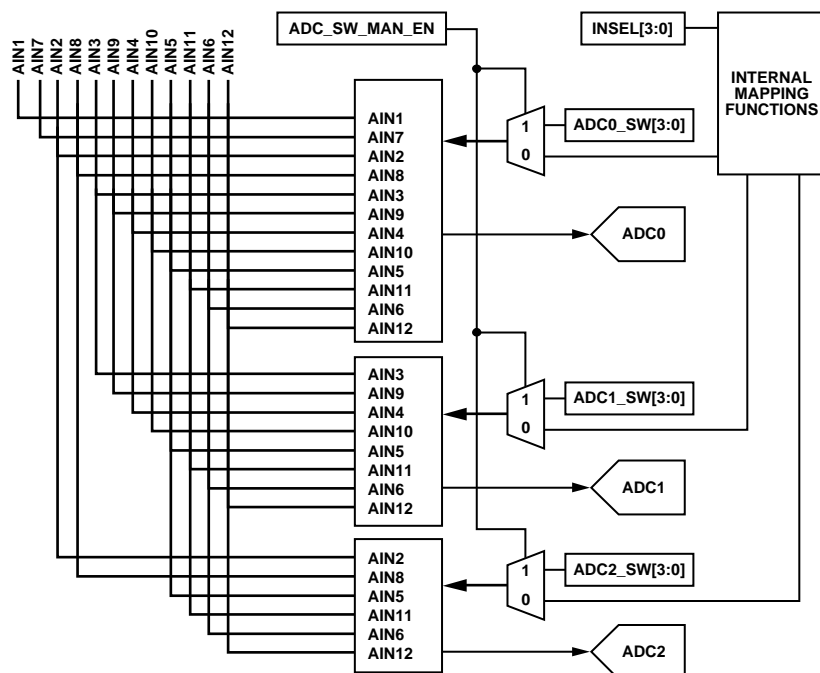 ADC_SW_MAN_EN
INSEL[3:0]
INTERNAL
MAPPING
FUNCTIONS
AIN1
AIN7
AIN2
AIN8
AIN3
AIN9
AIN4
AIN10
AIN5
AIN11
AIN6
AIN12
AIN1
AIN7
AIN2
AIN8
AIN3
AIN9
AIN4
AIN10
AIN5
AIN11
AIN6
AIN12
1
0
ADC0_SW[3:0]
ADC0
AIN3
AIN9
AIN4
AIN10
AIN5
AIN11
AIN6
AIN12
1
0
ADC1_SW[3:0]
ADC1
AIN2
AIN8
AIN5
AIN11
AIN6
AIN12
1
0
ADC2_SW[3:0]
ADC2